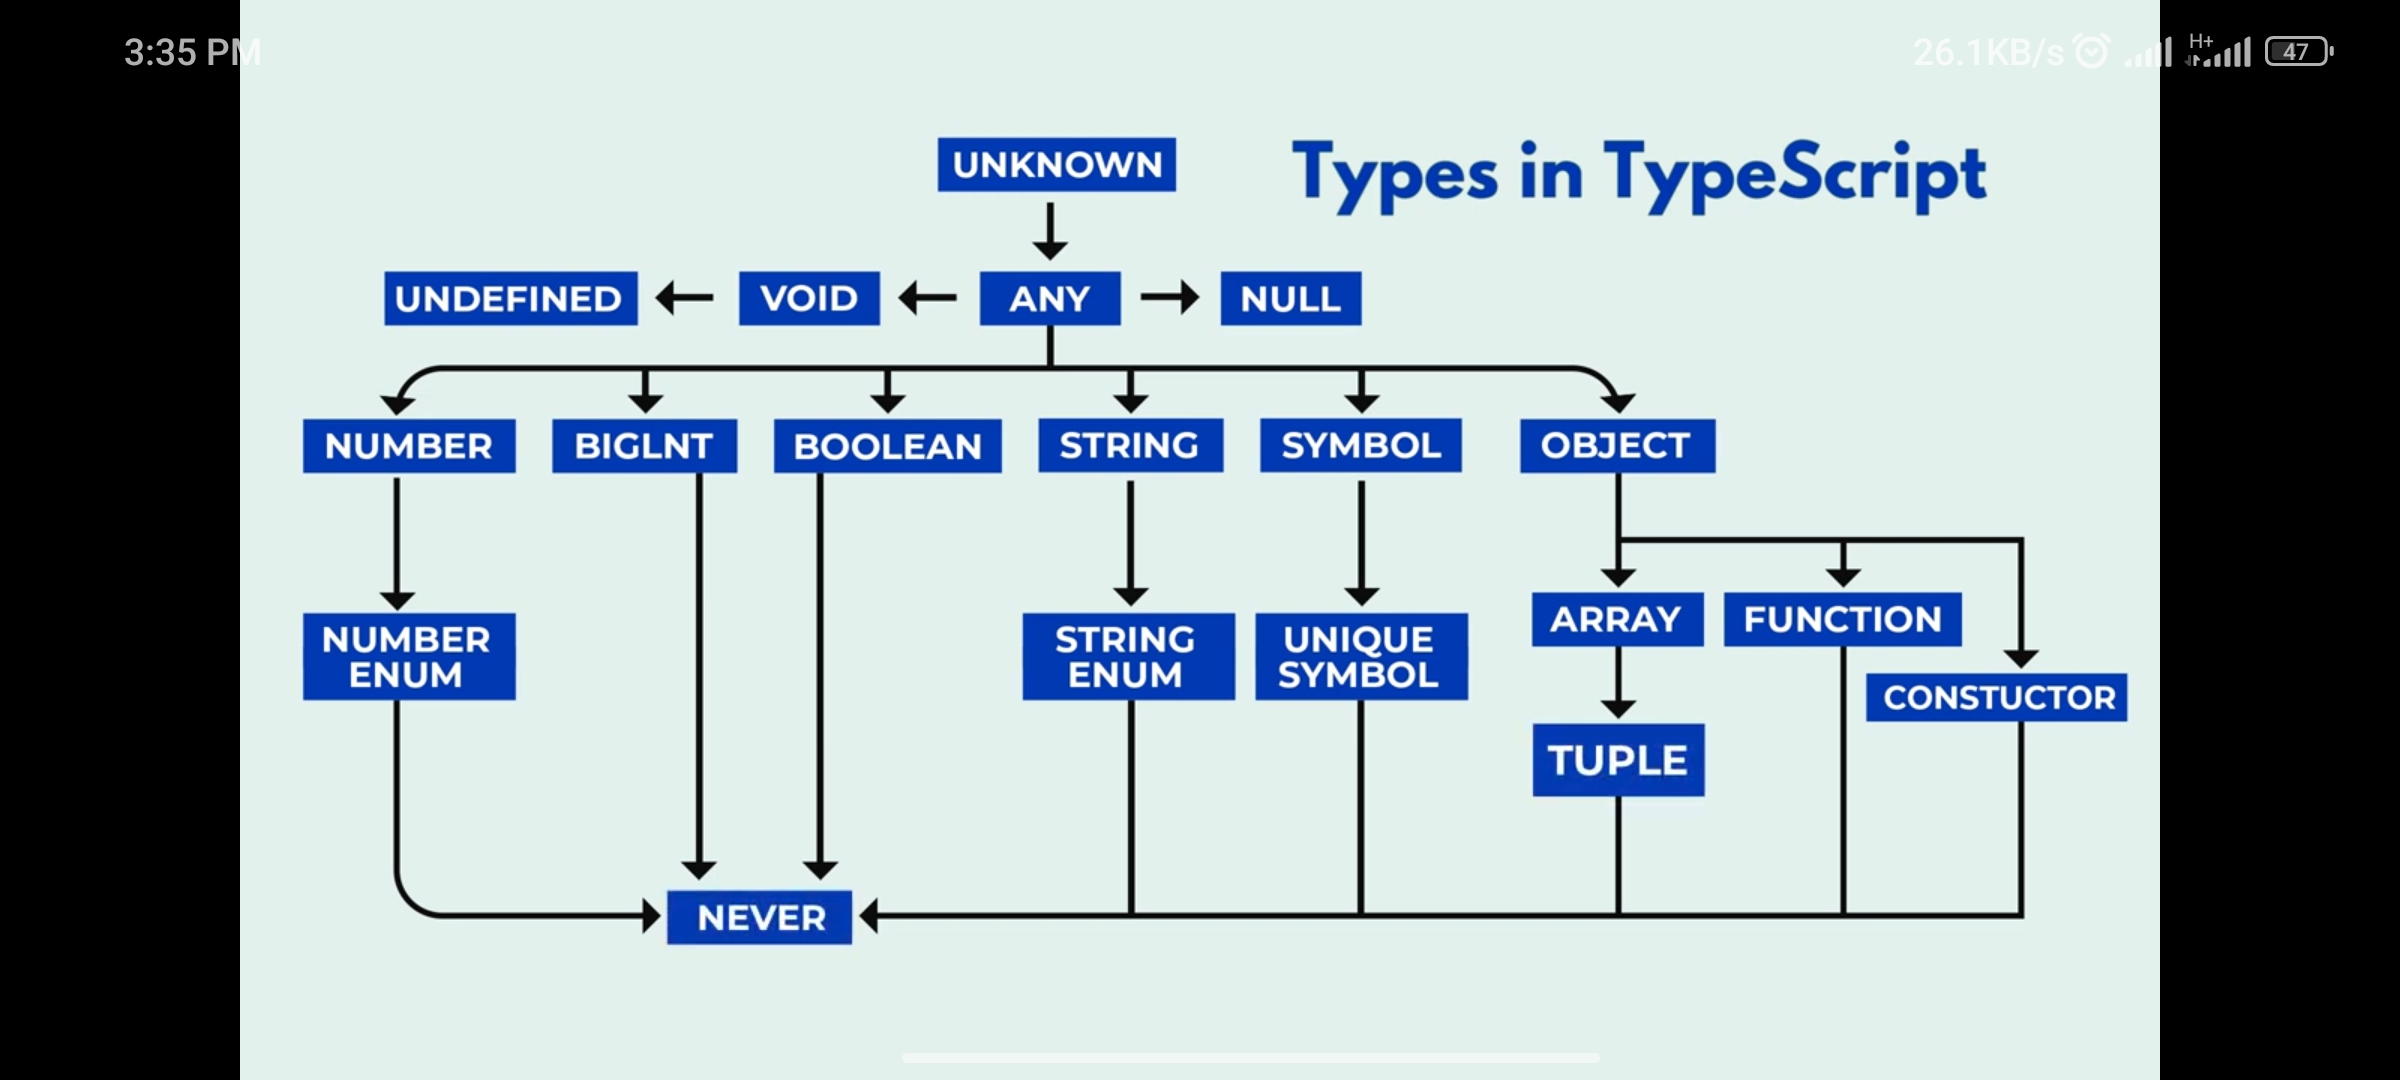 3:35 PM
26.1KB/s
H+
47
UNKNOWN
Types in TypeScript
UNDEFINED
VOID
ANY
NULL
NUMBER
BIGLNT
BOOLEAN
STRING
SYMBOL
OBJECT
NUMBER
ENUM
STRING
ENUM
UNIQUE
SYMBOL
ARRAY
FUNCTION
CONSTUCTOR
TUPLE
NEVER